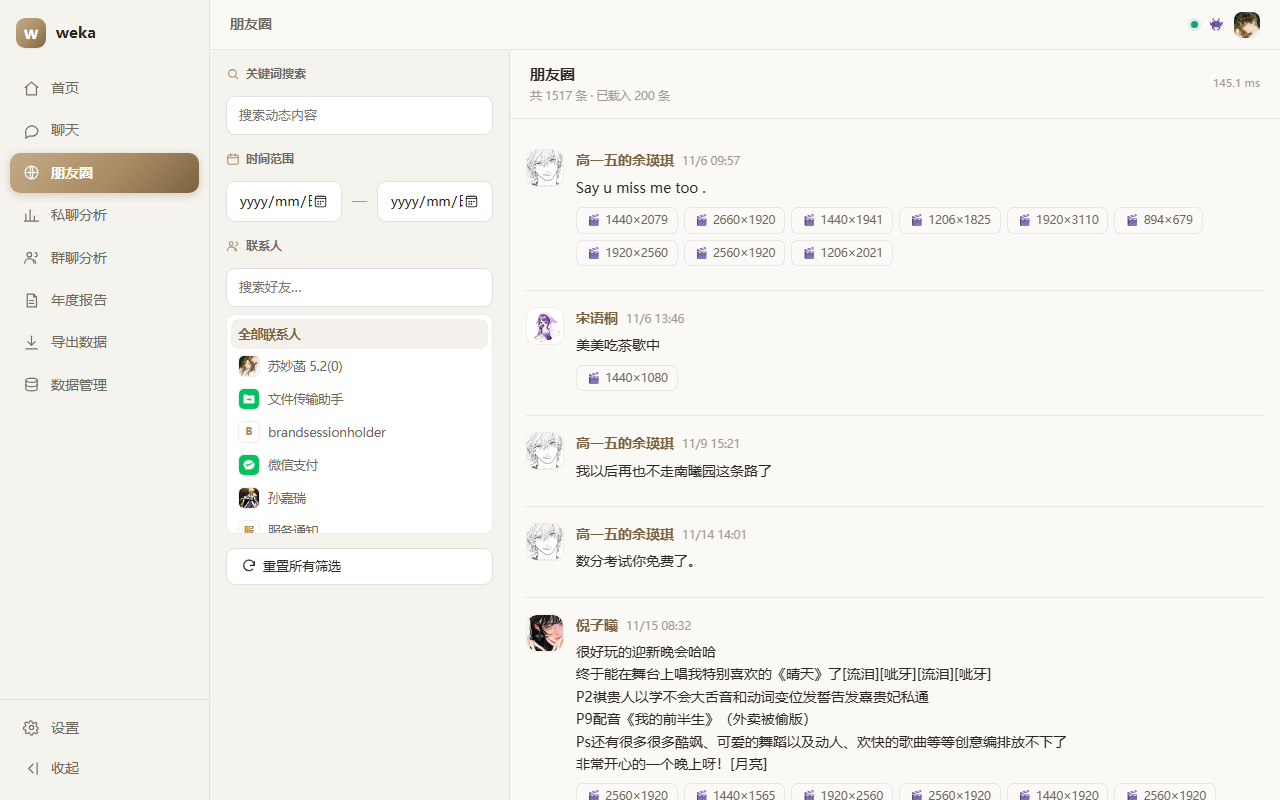 w weka
首页
聊天
朋友圈
私聊分析
群聊分析
年度报告
导出数据
数据管理
设置
收起
朋友圈
关键词搜索
搜索动态内容
时间范围
yyyy/mm/日 — yyyy/mm/日
联系人
搜索好友...
全部联系人
苏妙菡 5.2(0)
文件传输助手
B brandsessionholder
微信支付
孙嘉瑞
服 服务通知
重置所有筛选
朋友圈
共 1517 条 · 已载入 200 条
145.1 ms
高一五的余瑛琪 11/6 09:57
Say u miss me too .
1440×2079 2660×1920 1440×1941 1206×1825 1920×3110 894×679
1920×2560 2560×1920 1206×2021
宋语桐 11/6 13:46
美美吃茶歇中
1440×1080
高一五的余瑛琪 11/9 15:21
我以后再也不走南曦园这条路了
高一五的余瑛琪 11/14 14:01
数分考试你免费了。
倪子曦 11/15 08:32
很好玩的迎新晚会哈哈
终于能在舞台上唱我特别喜欢的《晴天》了[流泪][呲牙][流泪][呲牙]
P2祺贵人以学不会大舌音和动词变位发誓告发熹贵妃私通
P9配音《我的前半生》（外卖被偷版）
Ps还有很多很多酷飒、可爱的舞蹈以及动人、欢快的歌曲等等创意编排放不下了
非常开心的一个晚上呀！[月亮]
2560×1920 1440×1565 1920×2560 2560×1920 1440×1920 2560×1920